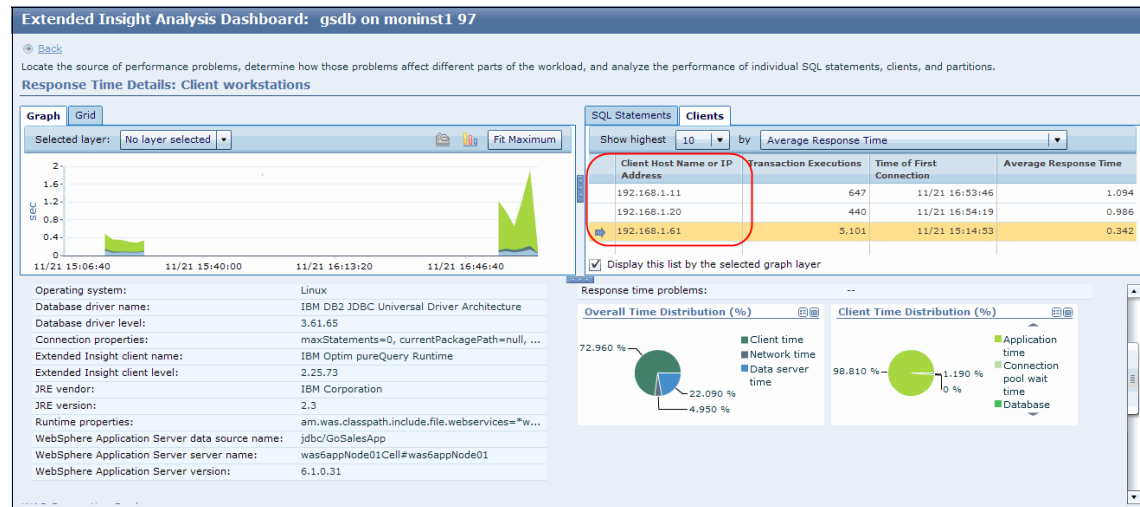 Extended Insight Analysis Dashboard: gsdb on moninst1 97
Back
Locate the source of performance problems, determine how those problems affect different parts of the workload, and analyze the performance of individual SQL statements, clients, and partitions.
Response Time Details: Client workstations
Graph Grid
Selected layer: No layer selected Fit Maximum
sec
2
1.6
1.2
0.8
0.4
0
11/21 15:06:40 11/21 15:40:00 11/21 16:13:20 11/21 16:46:40
SQL Statements Clients
Show highest 10 by Average Response Time
Client Host Name or IP Address Transaction Executions Time of First Connection Average Response Time
192.168.1.11 647 11/21 16:53:46 1.094
192.168.1.20 440 11/21 16:54:19 0.986
192.168.1.61 5,101 11/21 15:14:53 0.342
Display this list by the selected graph layer
Operating system: Linux
Database driver name: IBM DB2 JDBC Universal Driver Architecture
Database driver level: 3.61.65
Connection properties: maxStatements=0, currentPackagePath=null, ...
Extended Insight client name: IBM Optim pureQuery Runtime
Extended Insight client level: 2.25.73
JRE vendor: IBM Corporation
JRE version: 2.3
Runtime properties: am.was.classpath.include.file.webservices=*w...
WebSphere Application Server data source name: jdbc/GoSalesApp
WebSphere Application Server server name: was6appNode01Cell#was6appNode01
WebSphere Application Server version: 6.1.0.31
Response time problems: --
Overall Time Distribution (%)
72.960 %
22.090 %
4.950 %
Client time
Network time
Data server time
Client Time Distribution (%)
98.810 %
1.190 %
0 %
Application time
Connection pool wait time
Database